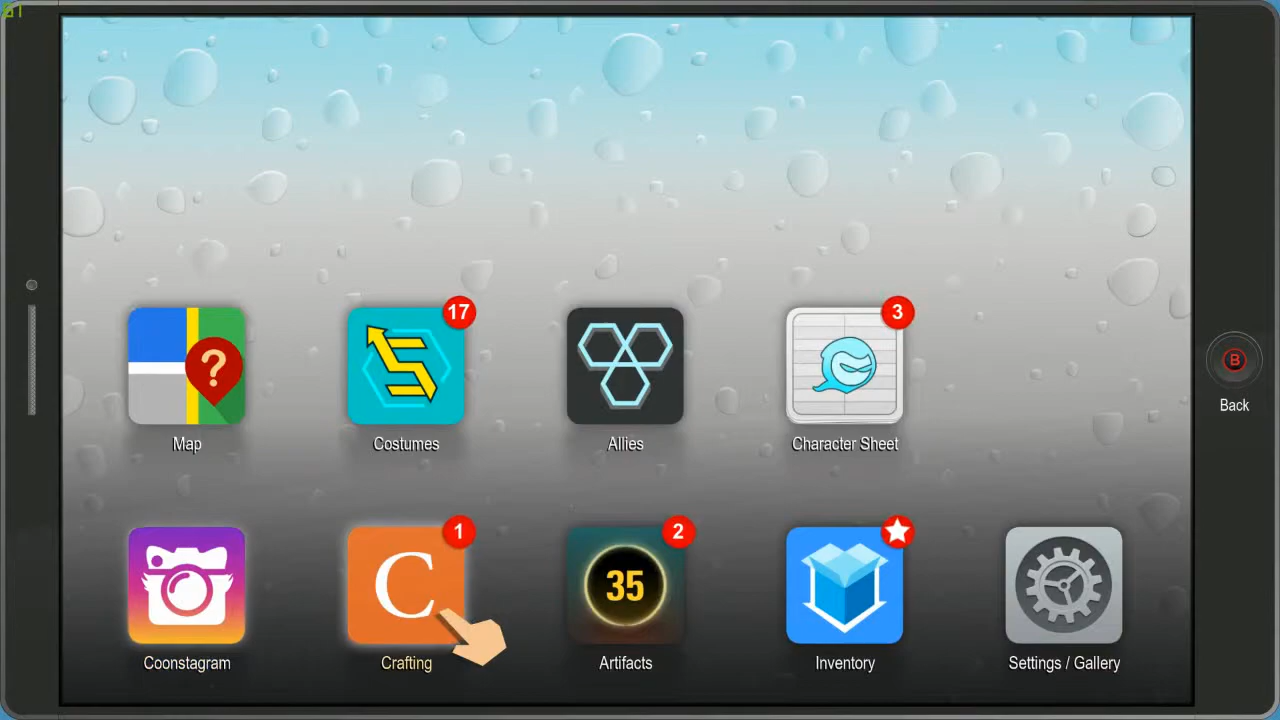 17
3
?
Map
Costumes
Allies
Character Sheet
B
Back
1
2
C
35
Coonstagram
Crafting
Artifacts
Inventory
Settings / Gallery